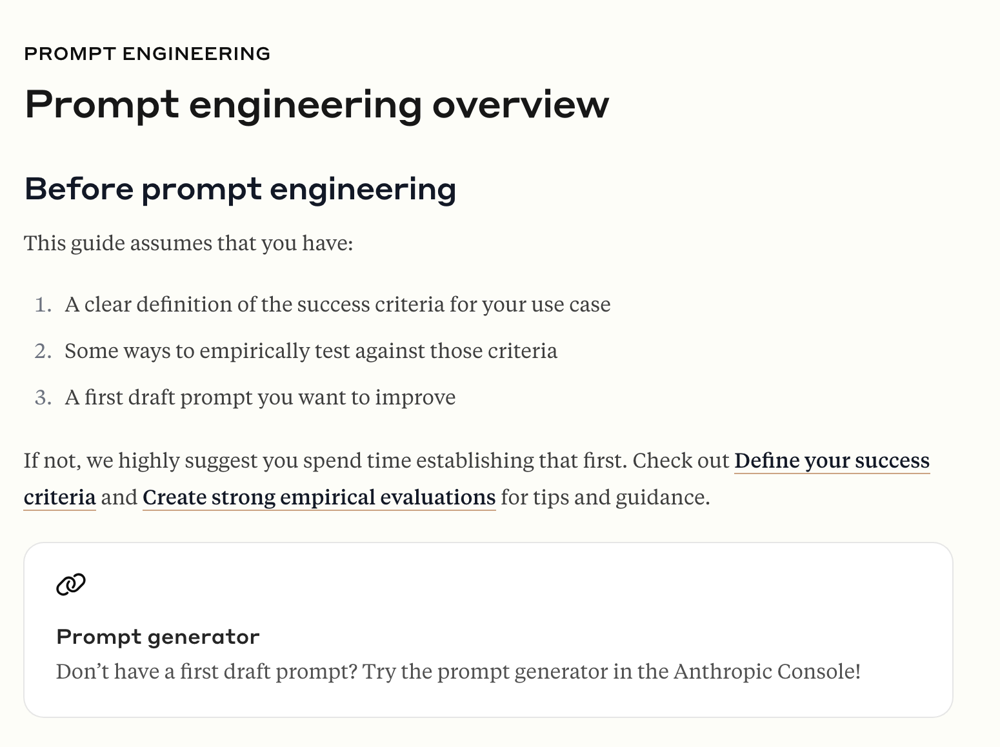 PROMPT ENGINEERING
Prompt engineering overview
Before prompt engineering
This guide assumes that you have:
1. A clear definition of the success criteria for your use case
2. Some ways to empirically test against those criteria
3. A first draft prompt you want to improve
If not, we highly suggest you spend time establishing that first. Check out Define your success
criteria and Create strong empirical evaluations for tips and guidance.
Prompt generator
Don’t have a first draft prompt? Try the prompt generator in the Anthropic Console!